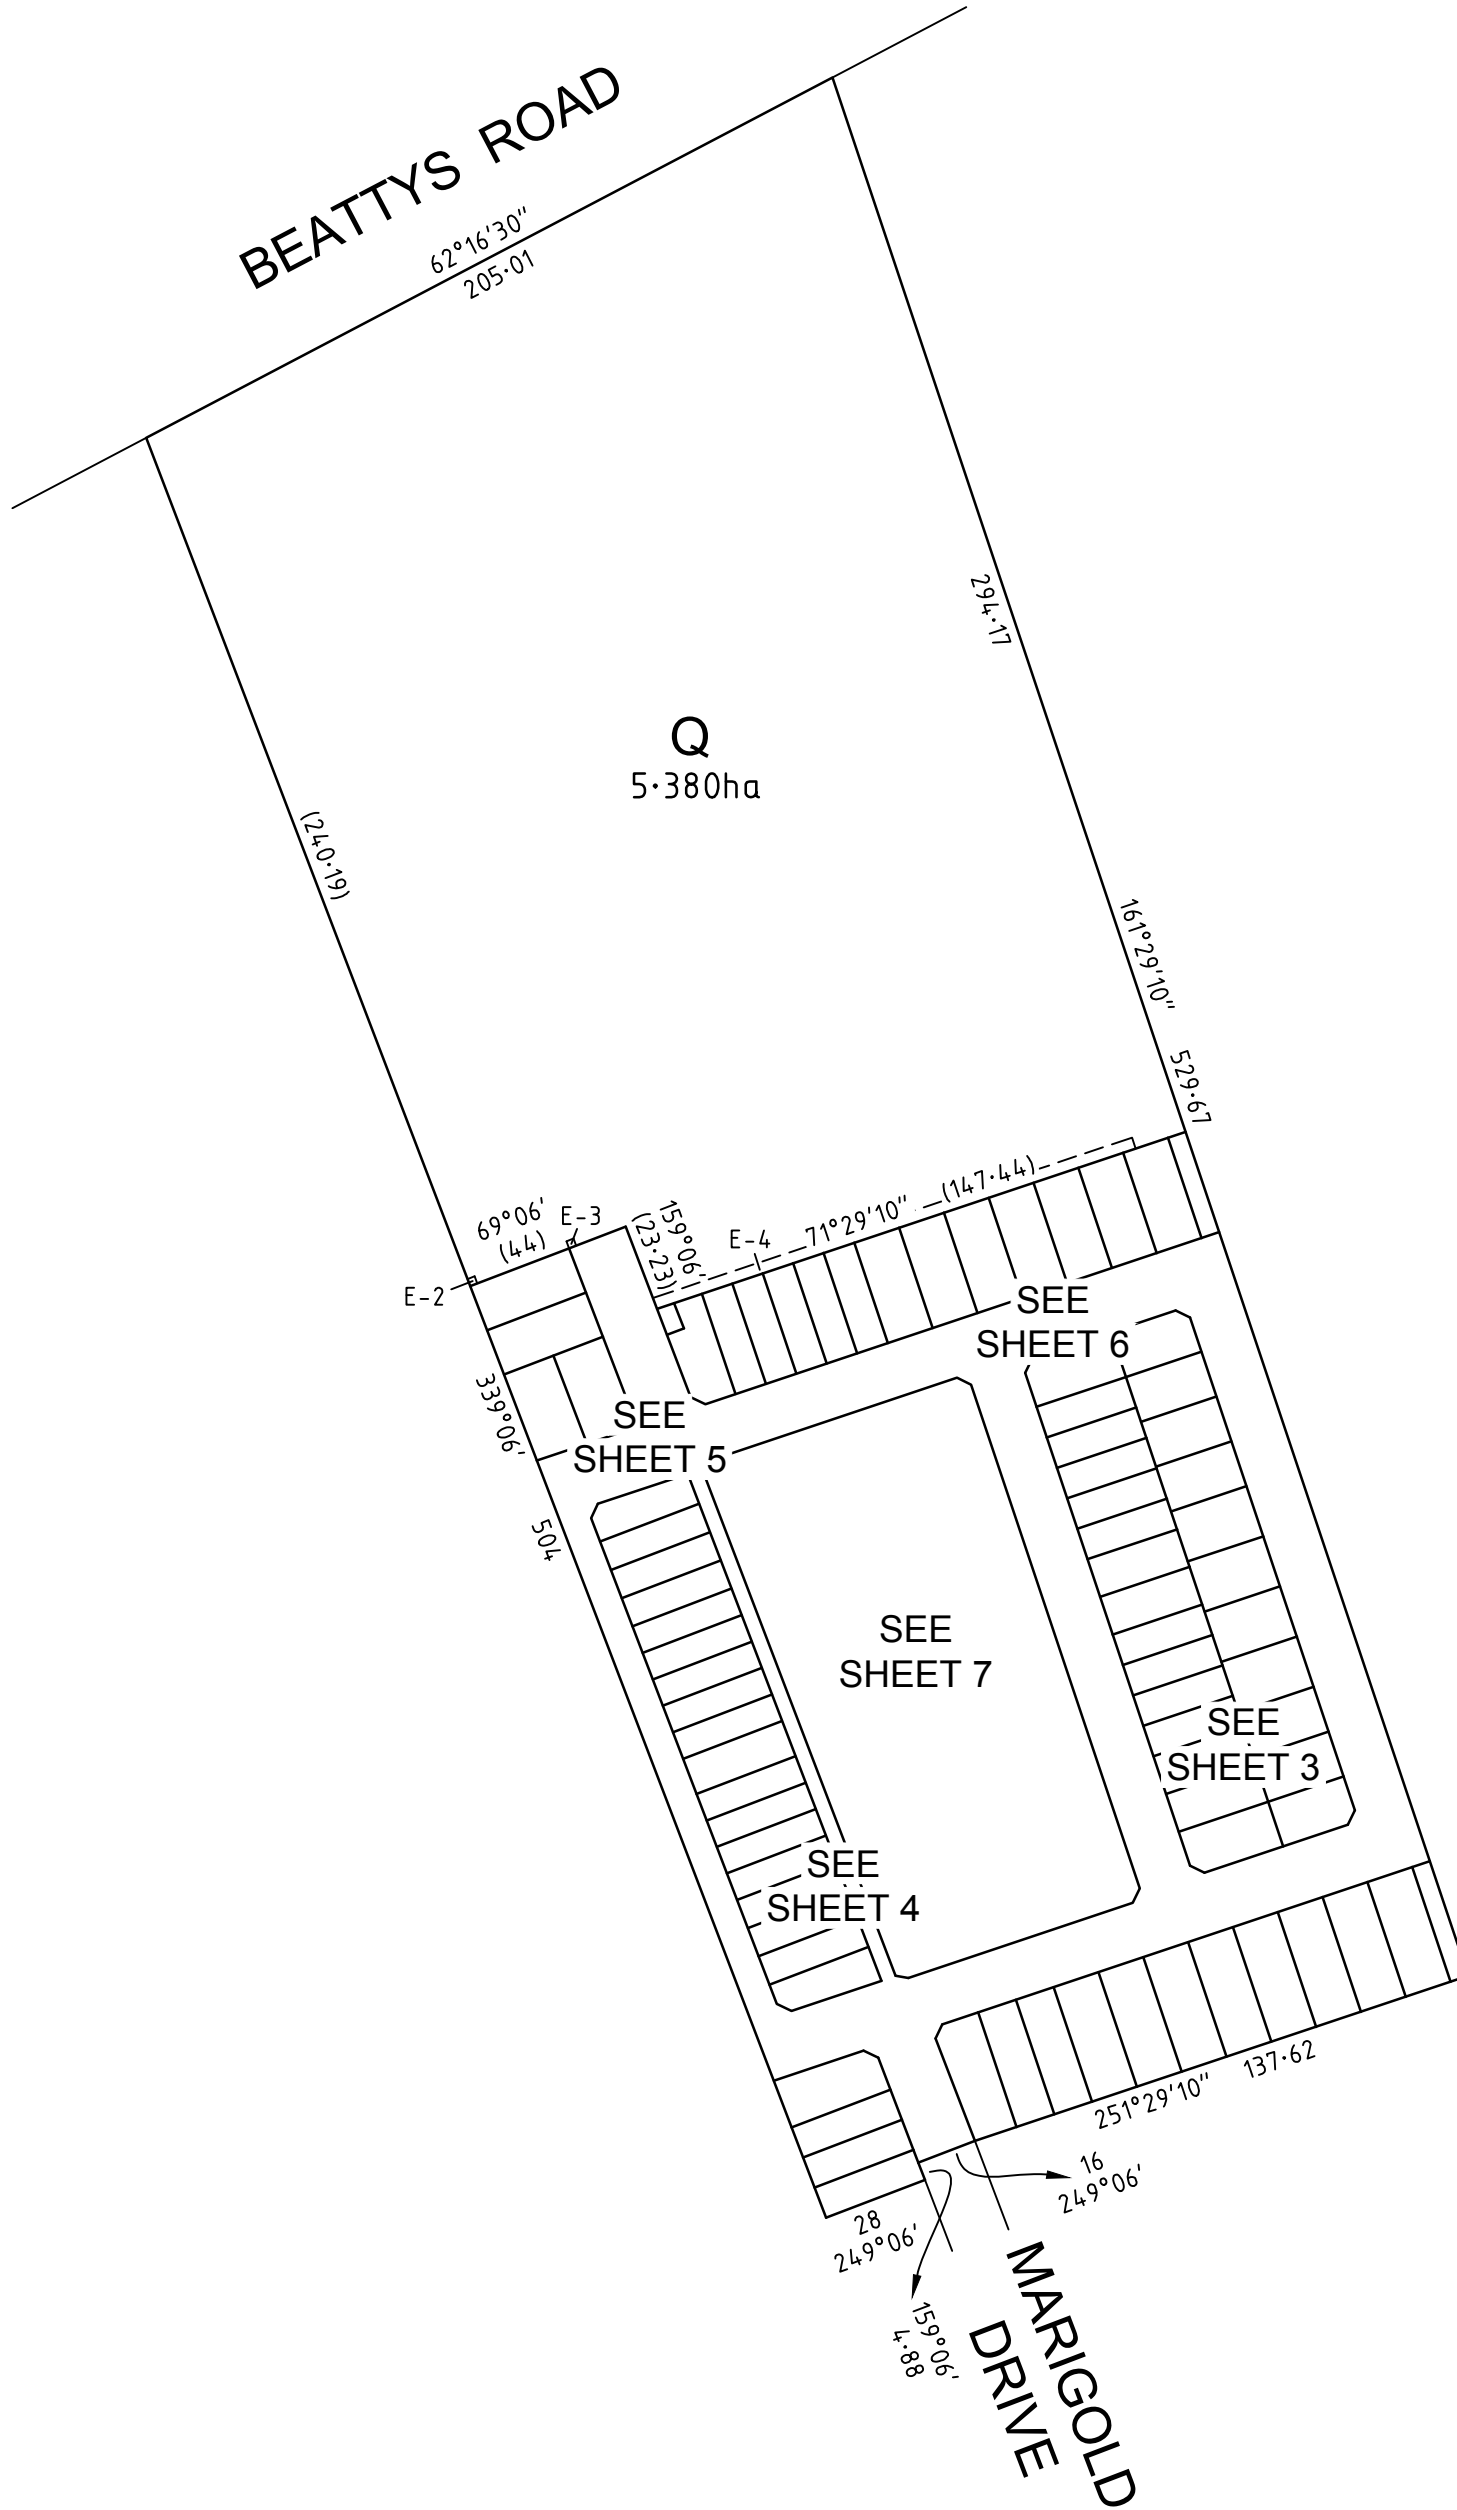 BEATTYS ROAD
62°16'30"
205·01
294·17
Q
5·380ha
(240·19)
161°29'10"
529·67
69°06'
(44)
E-3
159°06'
(23·23)
E-4
71°29'10"
(147·44)
E-2
SEE
SHEET 6
339°06'
SEE
SHEET 5
504
SEE
SHEET 7
SEE
SHEET 3
SEE
SHEET 4
137·62
251°29'10"
16
249°06'
28
249°06'
159°06'
4·88
MARIGOLD
DRIVE